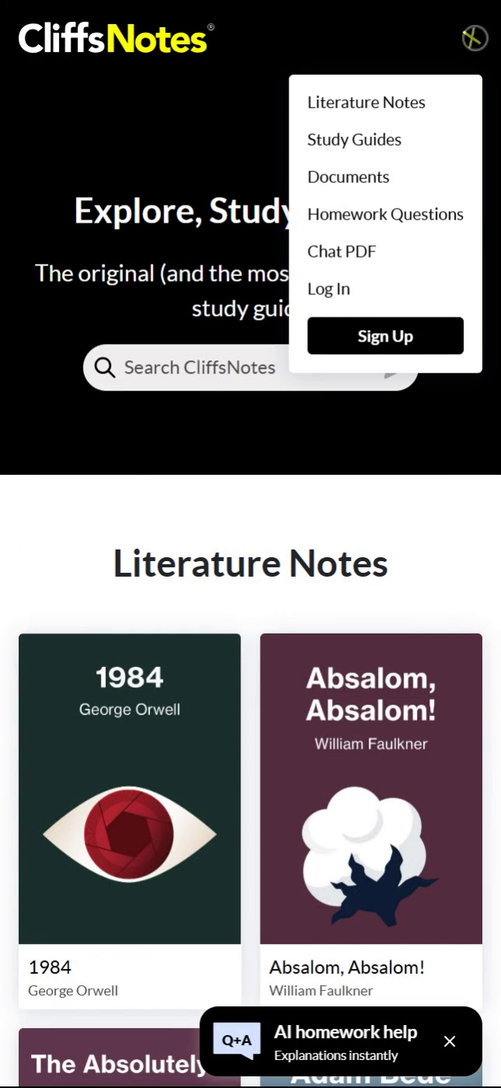 CliffsNotes®
Literature Notes
Study Guides
Documents
Homework Questions
Chat PDF
Log In
Sign Up
Explore, Study
The original (and the mos
study guid
Search CliffsNotes
Literature Notes
1984
George Orwell
Absalom,
Absalom!
William Faulkner
1984
George Orwell
Absalom, Absalom!
William Faulkner
The Absolutely
Adam Bede
Q+A
AI homework help
Explanations instantly